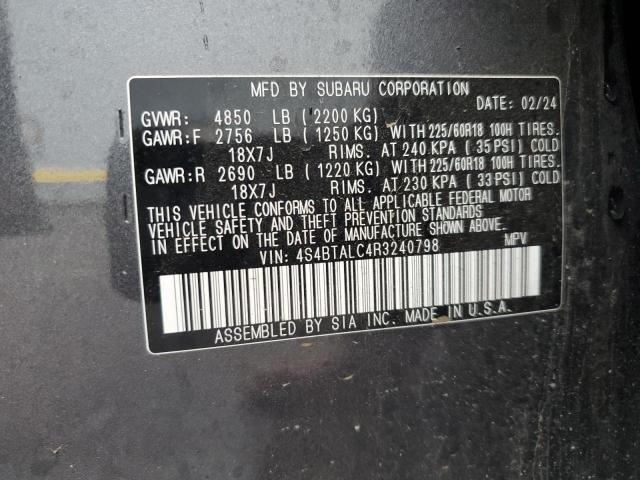 MFD BY SUBARU CORPORATION
GVWR: 4850 LB ( 2200 KG) DATE: 02/24
GAWR:F 2756 LB ( 1250 KG) WITH 225/60R18 100H TIRES.
18X7J RIMS. AT 240 KPA ( 35 PSI) COLD
GAWR:R 2690 LB ( 1220 KG) WITH 225/60R18 100H TIRES.
18X7J RIMS. AT 230 KPA ( 33 PSI) COLD
THIS VEHICLE CONFORMS TO ALL APPLICABLE FEDERAL MOTOR
VEHICLE SAFETY AND THEFT PREVENTION STANDARDS
IN EFFECT ON THE DATE OF MANUFACTURE SHOWN ABOVE.
VIN: 4S4BTALC4R3240798 MPV
ASSEMBLED BY SIA INC. MADE IN U.S.A.